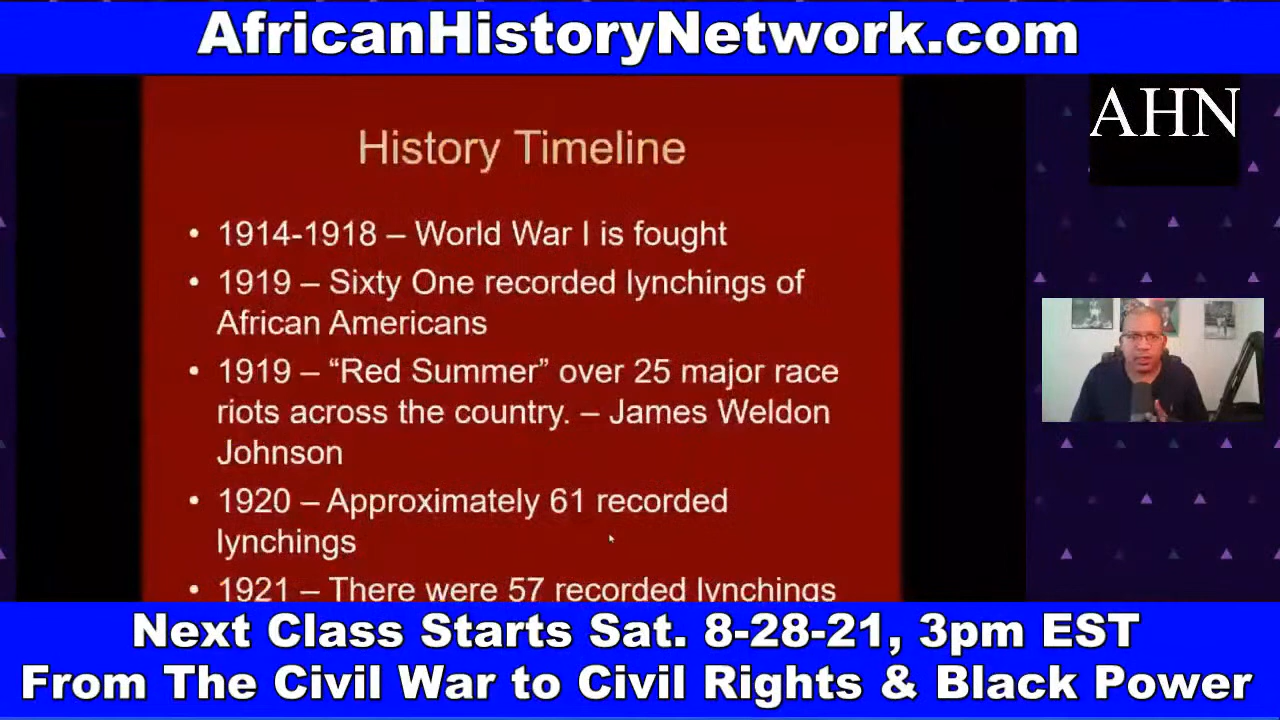 AfricanHistoryNetwork.com
AHN
History Timeline
• 1914-1918 – World War I is fought
• 1919 – Sixty One recorded lynchings of
African Americans
• 1919 – “Red Summer” over 25 major race
riots across the country. – James Weldon
Johnson
• 1920 – Approximately 61 recorded
lynchings
• 1921 – There were 57 recorded lynchings
Next Class Starts Sat. 8-28-21, 3pm EST
From The Civil War to Civil Rights & Black Power